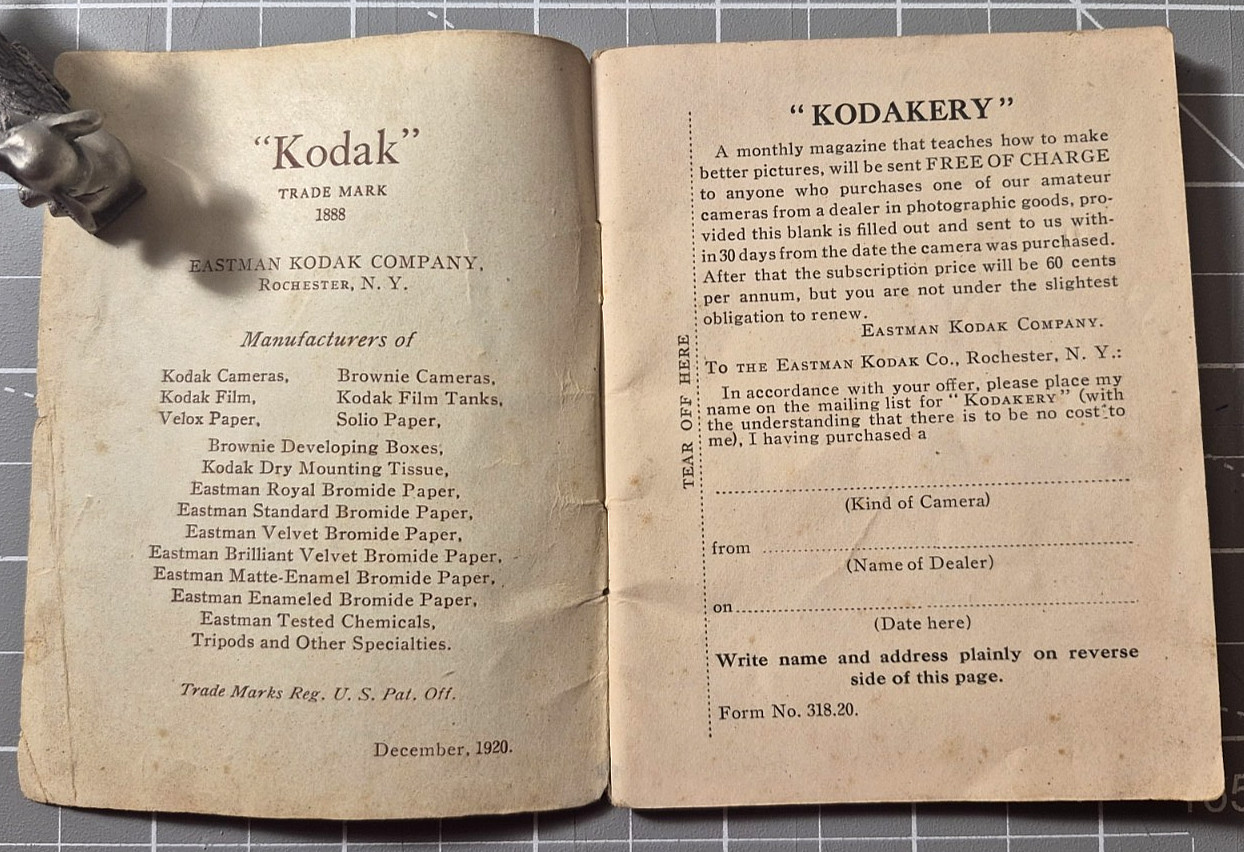 “Kodak”
TRADE MARK
1888
EASTMAN KODAK COMPANY,
ROCHESTER, N. Y.
Manufacturers of
Kodak Cameras, Brownie Cameras,
Kodak Film, Kodak Film Tanks,
Velox Paper, Solio Paper,
Brownie Developing Boxes,
Kodak Dry Mounting Tissue,
Eastman Royal Bromide Paper,
Eastman Standard Bromide Paper,
Eastman Velvet Bromide Paper,
Eastman Brilliant Velvet Bromide Paper,
Eastman Matte-Enamel Bromide Paper,
Eastman Enameled Bromide Paper,
Eastman Tested Chemicals,
Tripods and Other Specialties.
Trade Marks Reg. U. S. Pat. Off.
December, 1920.
TEAR OFF HERE
“KODAKERY”
A monthly magazine that teaches how to make
better pictures, will be sent FREE OF CHARGE
to anyone who purchases one of our amateur
cameras from a dealer in photographic goods, pro-
vided this blank is filled out and sent to us with-
in 30 days from the date the camera was purchased.
After that the subscription price will be 60 cents
per annum, but you are not under the slightest
obligation to renew.
EASTMAN KODAK COMPANY.
To THE EASTMAN KODAK Co., Rochester, N. Y.:
In accordance with your offer, please place my
name on the mailing list for “KODAKERY” (with
the understanding that there is to be no cost to
me), I having purchased a
(Kind of Camera)
from
(Name of Dealer)
on
(Date here)
Write name and address plainly on reverse
side of this page.
Form No. 318.20.